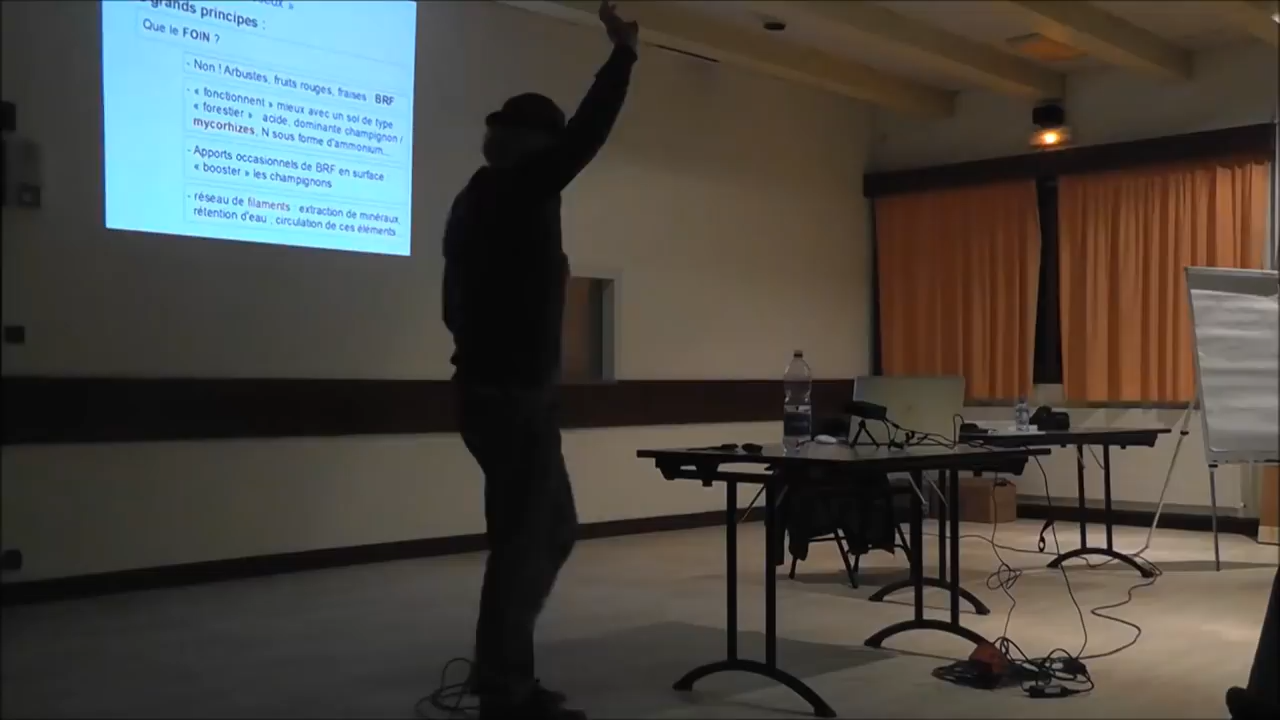 grands principes :
Que le FOIN ?
- Non ! Arbustes, fruits rouges, fraises : BRF
- « fonctionnent » mieux avec un sol de type
« forestier » acide, dominante champignon /
mycorhizes, N sous forme d'ammonium...
- Apports occasionnels de BRF en surface
« booster » les champignons
- réseau de filaments : extraction de minéraux,
rétention d'eau ; circulation de ces éléments